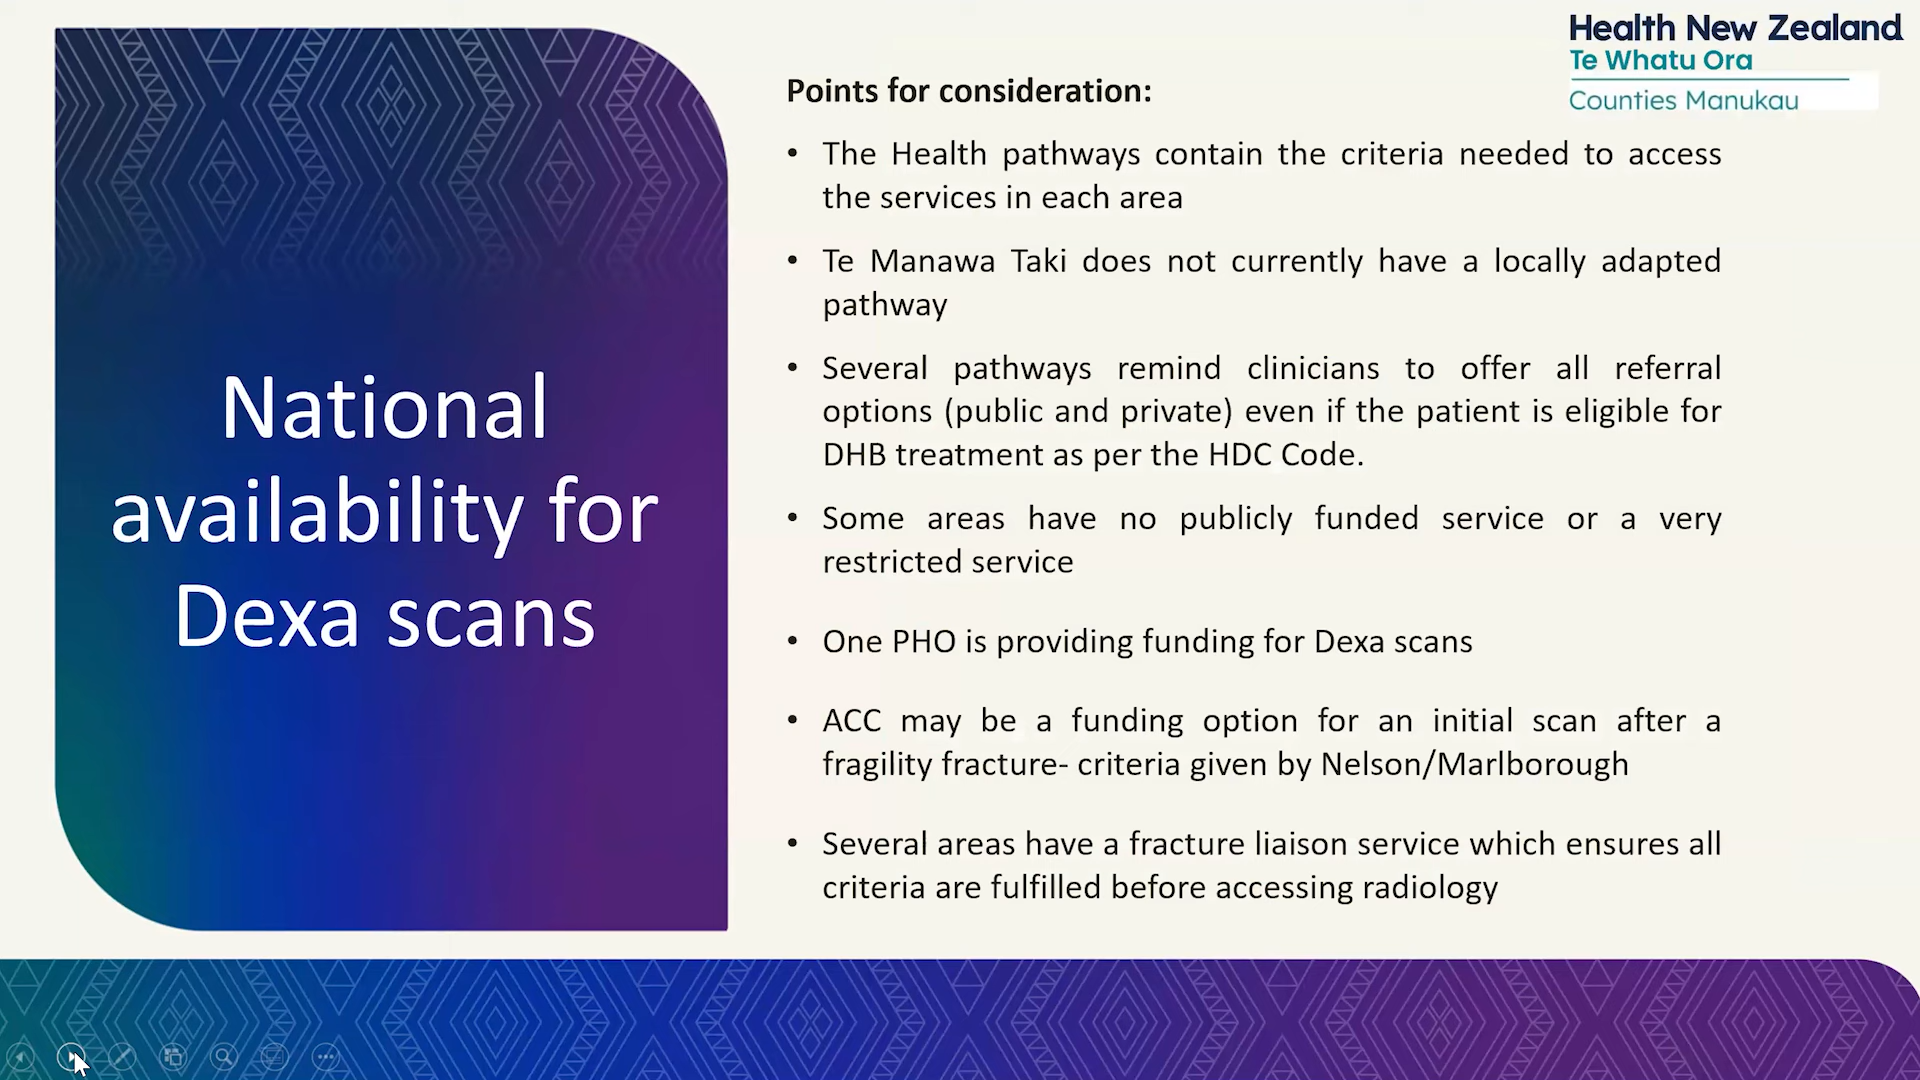 Health New Zealand
Te Whatu Ora
Counties Manukau
National
availability for
Dexa scans
Points for consideration:
• The Health pathways contain the criteria needed to access
the services in each area
• Te Manawa Taki does not currently have a locally adapted
pathway
• Several pathways remind clinicians to offer all referral
options (public and private) even if the patient is eligible for
DHB treatment as per the HDC Code.
• Some areas have no publicly funded service or a very
restricted service
• One PHO is providing funding for Dexa scans
• ACC may be a funding option for an initial scan after a
fragility fracture- criteria given by Nelson/Marlborough
• Several areas have a fracture liaison service which ensures all
criteria are fulfilled before accessing radiology